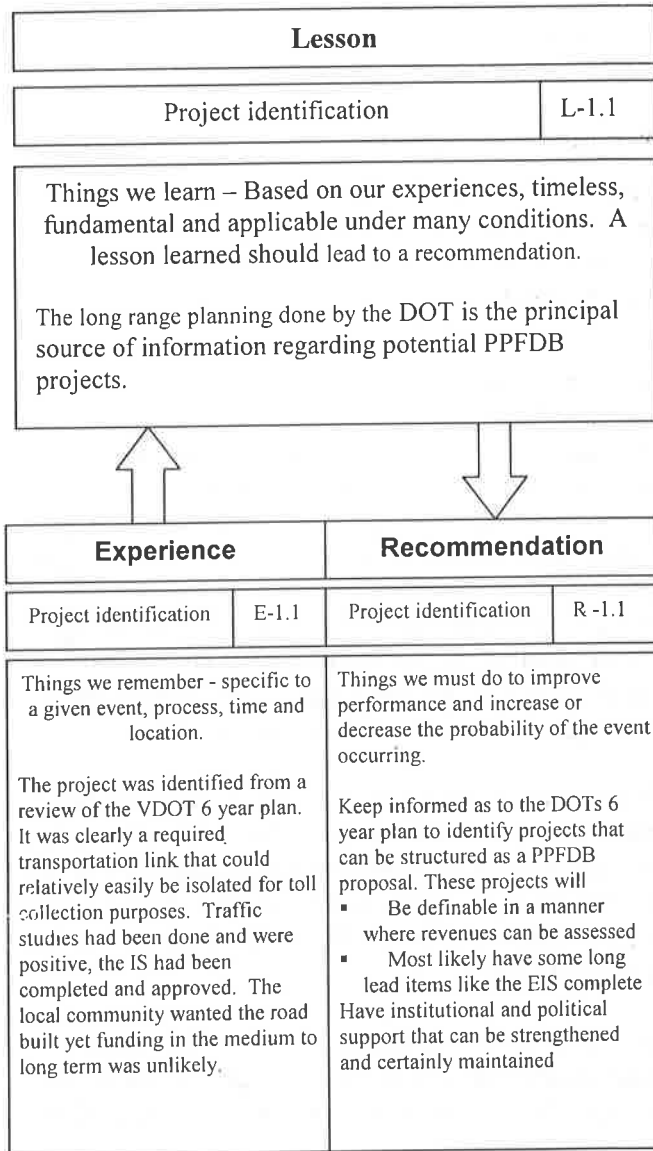 Lesson
Project identification
L-1.1
Things we learn – Based on our experiences, timeless,
fundamental and applicable under many conditions. A
lesson learned should lead to a recommendation.
The long range planning done by the DOT is the principal
source of information regarding potential PPFDB
projects.
Experience
Project identification
E-1.1
Things we remember - specific to
a given event, process, time and
location.
The project was identified from a
review of the VDOT 6 year plan.
It was clearly a required
transportation link that could
relatively easily be isolated for toll
collection purposes. Traffic
studies had been done and were
positive, the IS had been
completed and approved. The
local community wanted the road
built yet funding in the medium to
long term was unlikely.
Recommendation
Project identification
R -1.1
Things we must do to improve
performance and increase or
decrease the probability of the event
occurring.
Keep informed as to the DOTs 6
year plan to identify projects that
can be structured as a PPFDB
proposal. These projects will
▪ Be definable in a manner
where revenues can be assessed
▪ Most likely have some long
lead items like the EIS complete
Have institutional and political
support that can be strengthened
and certainly maintained